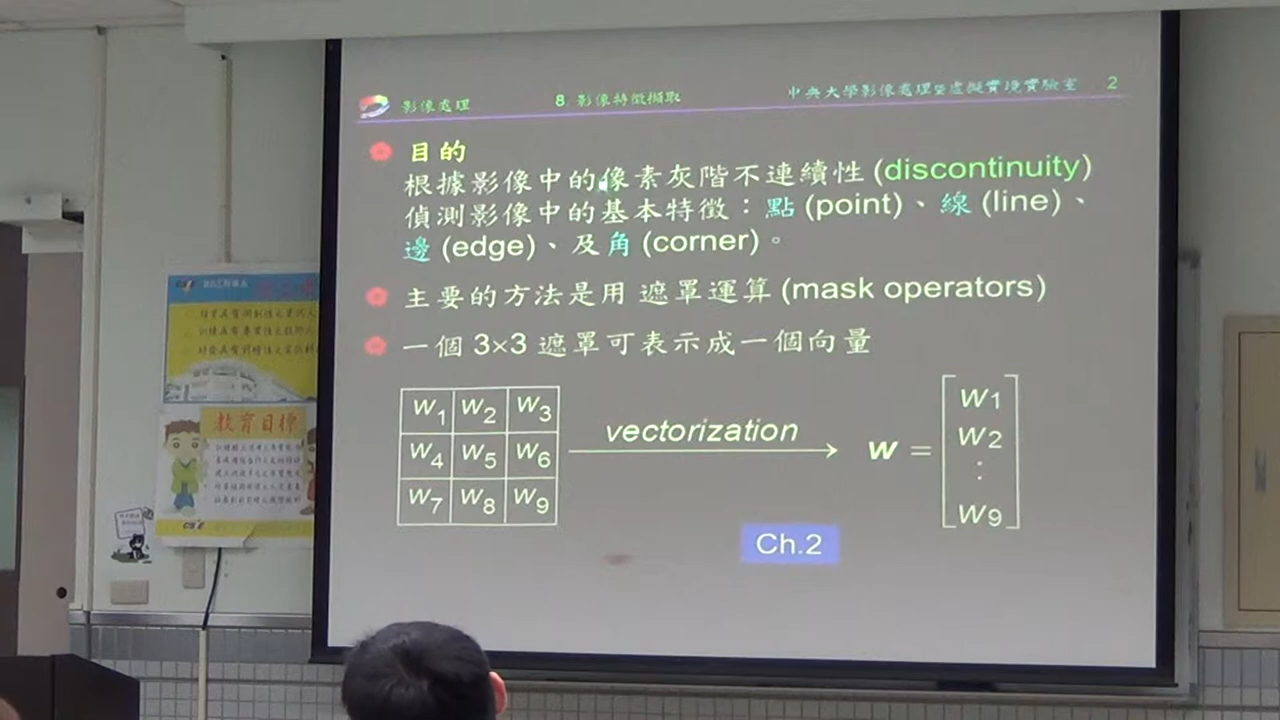 影像處理 8 影像特徵擷取 中央大學影像處理暨虛擬實境實驗室 2
目的
根據影像中的像素灰階不連續性 (discontinuity)
偵測影像中的基本特徵：點 (point)、線 (line)、
邊 (edge)、及角 (corner)。
主要的方法是用 遮罩運算 (mask operators)
一個 3×3 遮罩可表示成一個向量
w1 w2 w3
w4 w5 w6
w7 w8 w9
vectorization
w =
w1
w2
:
w9
Ch.2
教育目標